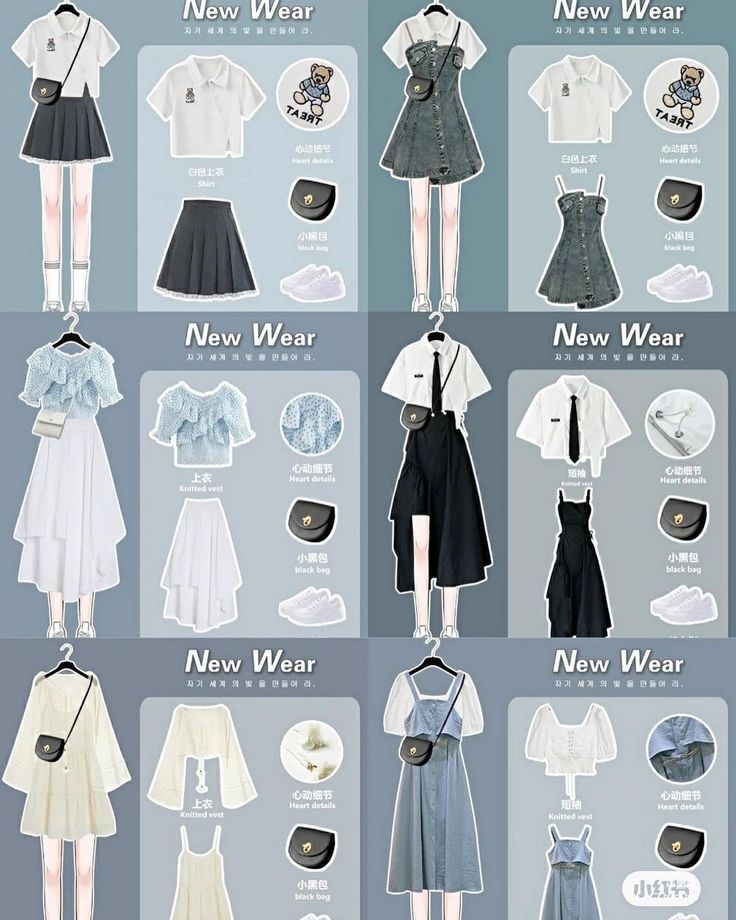 New Wear
자기 세계의 빛을 만들어 라.
TREAT
心动细节
Heart details
白色上衣
Shirt
小黑包
black bag
New Wear
자기 세계의 빛을 만들어 라.
TREAT
心动细节
Heart details
白色上衣
Shirt
小黑包
black bag
New Wear
자기 세계의 빛을 만들어 라.
心动细节
Heart details
上衣
Knitted vest
小黑包
black bag
New Wear
자기 세계의 빛을 만들어 라.
心动细节
Heart details
短袖
Knitted vest
小黑包
black bag
New Wear
자기 세계의 빛을 만들어 라.
心动细节
Heart details
上衣
Knitted vest
小黑包
black bag
New Wear
자기 세계의 빛을 만들어 라.
心动细节
Heart details
短袖
Knitted vest
小红书